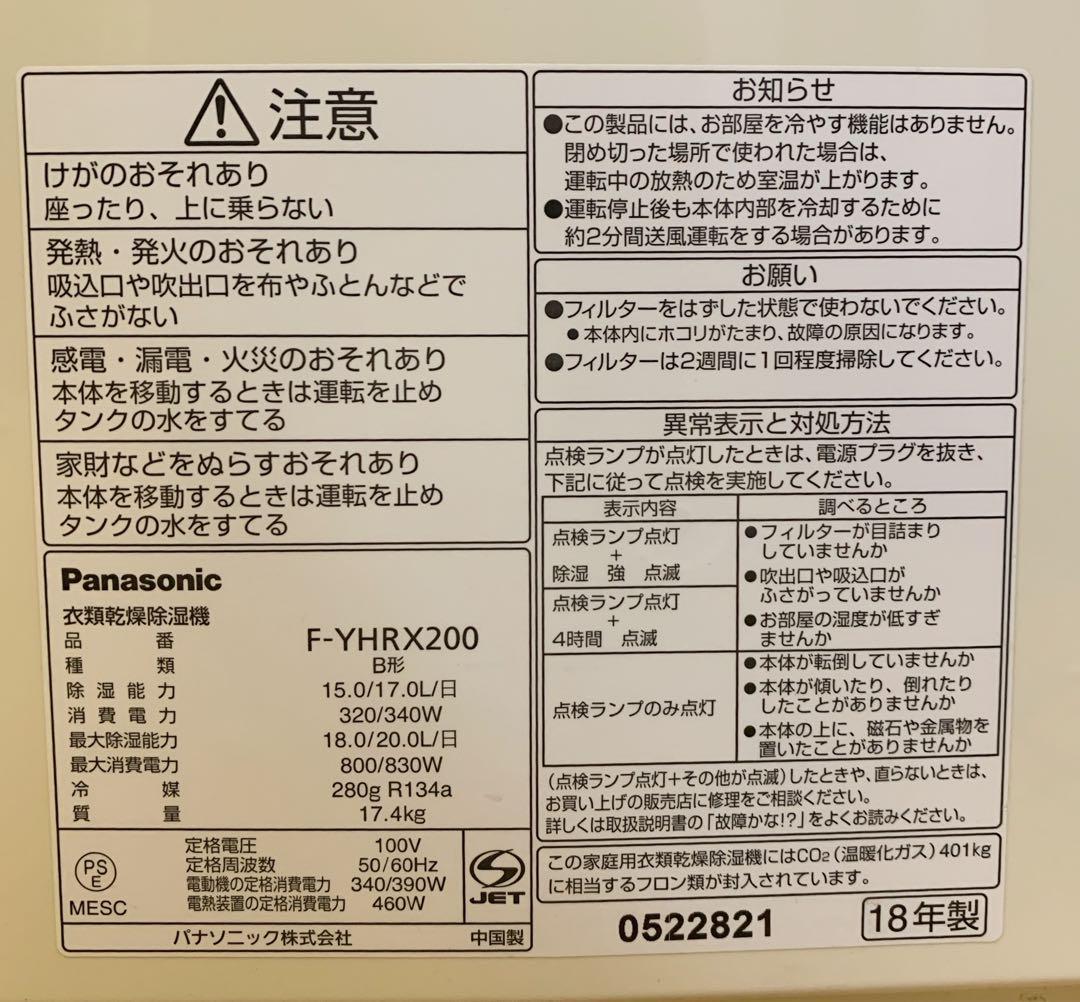 注意
けがのおそれあり
座ったり、上に乗らない
発熱・発火のおそれあり
吸込口や吹出口を布やふとんなどで
ふさがない
感電・漏電・火災のおそれあり
本体を移動するときは運転を止め
タンクの水をすてる
家財などをぬらすおそれあり
本体を移動するときは運転を止め
タンクの水をすてる
Panasonic
衣類乾燥除湿機
品番 F-YHRX200
種類 B形
除湿能力 15.0/17.0L/日
消費電力 320/340W
最大除湿能力 18.0/20.0L/日
最大消費電力 800/830W
冷媒 280g R134a
質量 17.4kg
PS
E
MESC
定格電圧 100V
定格周波数 50/60Hz
電動機の定格消費電力 340/390W
電熱装置の定格消費電力 460W
JET
パナソニック株式会社 中国製
お知らせ
●この製品には、お部屋を冷やす機能はありません。
閉め切った場所で使われた場合は、
運転中の放熱のため室温が上がります。
●運転停止後も本体内部を冷却するために
約2分間送風運転をする場合があります。
お願い
●フィルターをはずした状態で使わないでください。
●本体内にホコリがたまり、故障の原因になります。
●フィルターは2週間に1回程度掃除してください。
異常表示と対処方法
点検ランプが点灯したときは、電源プラグを抜き、
下記に従って点検を実施してください。
表示内容 調べるところ
点検ランプ点灯
+
除湿 強 点滅
点検ランプ点灯
+
4時間 点滅
●フィルターが目詰まり
していませんか
●吹出口や吸込口が
ふさがっていませんか
●お部屋の湿度が低すぎ
ませんか
点検ランプのみ点灯
●本体が転倒していませんか
●本体が傾いたり、倒れたり
したことがありませんか
●本体の上に、磁石や金属物を
置いたことがありませんか
(点検ランプ点灯+その他が点滅)したときや、直らないときは、
お買い上げの販売店に修理をご相談ください。
詳しくは取扱説明書の「故障かな!?」をよくお読みください。
この家庭用衣類乾燥除湿機にはCO₂(温暖化ガス)401kg
に相当するフロン類が封入されています。
0522821 18年製